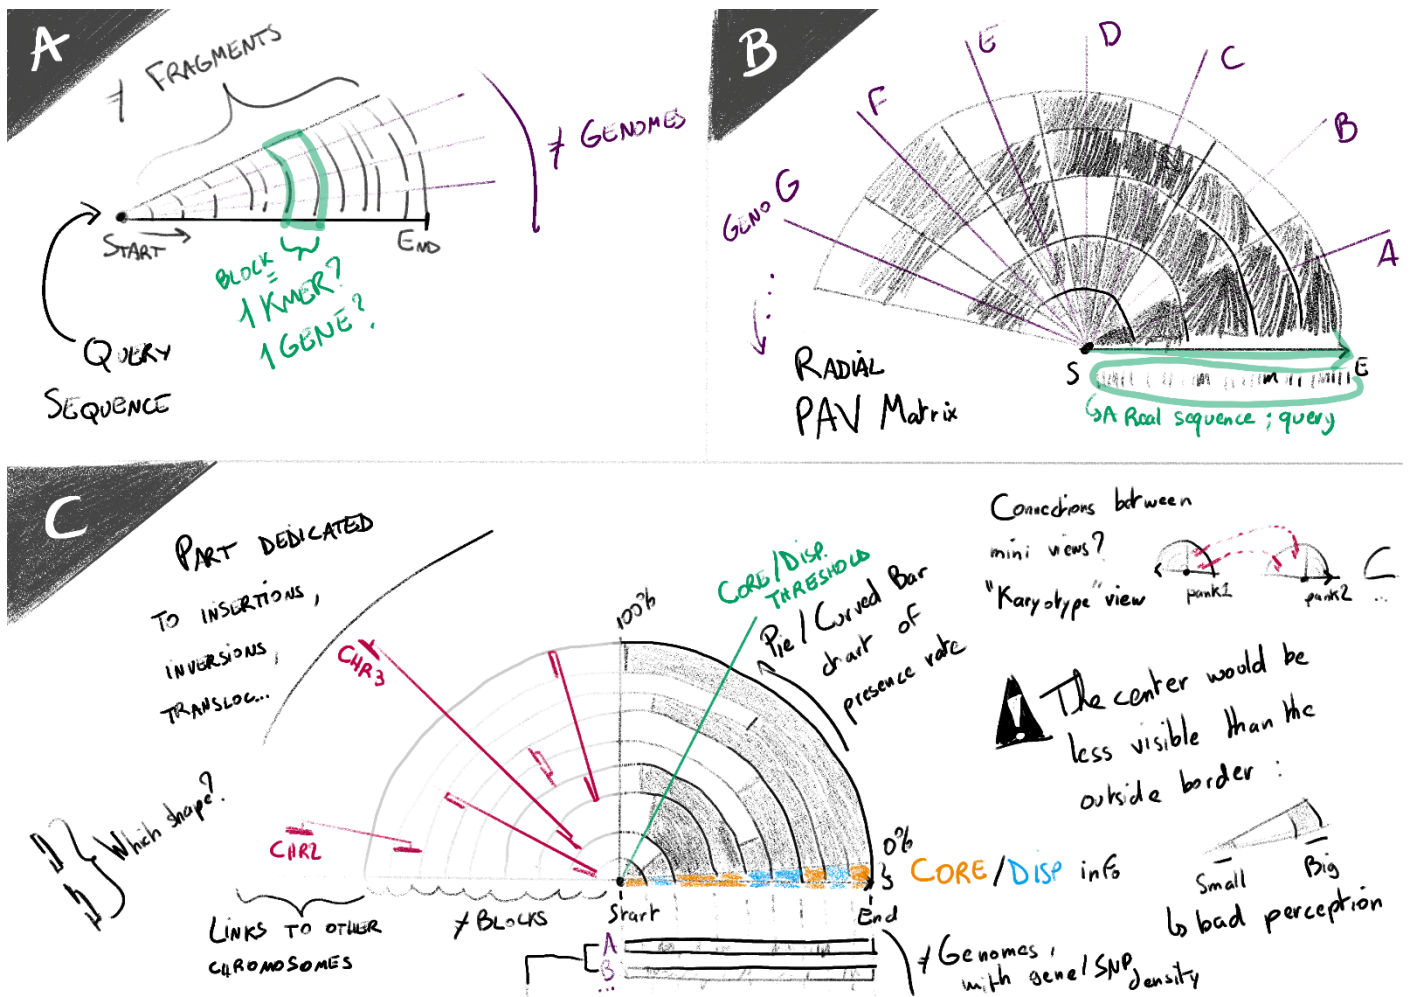 A
≠ FRAGMENTS
≠ GENOMES
START
END
BLOCK
=
1 KMER?
1 GENE?
QUERY
SEQUENCE
B
GENO G
F
E
D
C
B
A
S
E
RADIAL
PAV Matrix
A Real sequence ; query
C
PART DEDICATED
TO INSERTIONS,
INVERSIONS,
TRANSLOC...
CHR3
CHR2
Which shape?
LINKS TO OTHER
CHROMOSOMES
≠ BLOCKS
100%
CORE/DISP.
THRESHOLD
Pie / Curved Bar
chart of
presence rate
0%
CORE/DISP info
Start
End
A
B
...
≠ Genomes,
with gene/SNP
density
Connections between
mini views?
"Karyotype" view
pank1
pank2
...
!
The center would be
less visible than the
outside border :
Small
Big
↳ bad perception